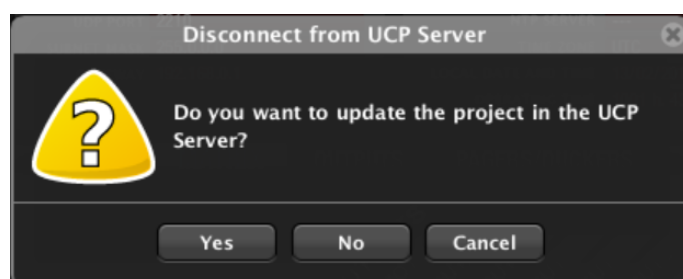 Disconnect from UCP Server
Do you want to update the project in the UCP
Server?
Yes No Cancel